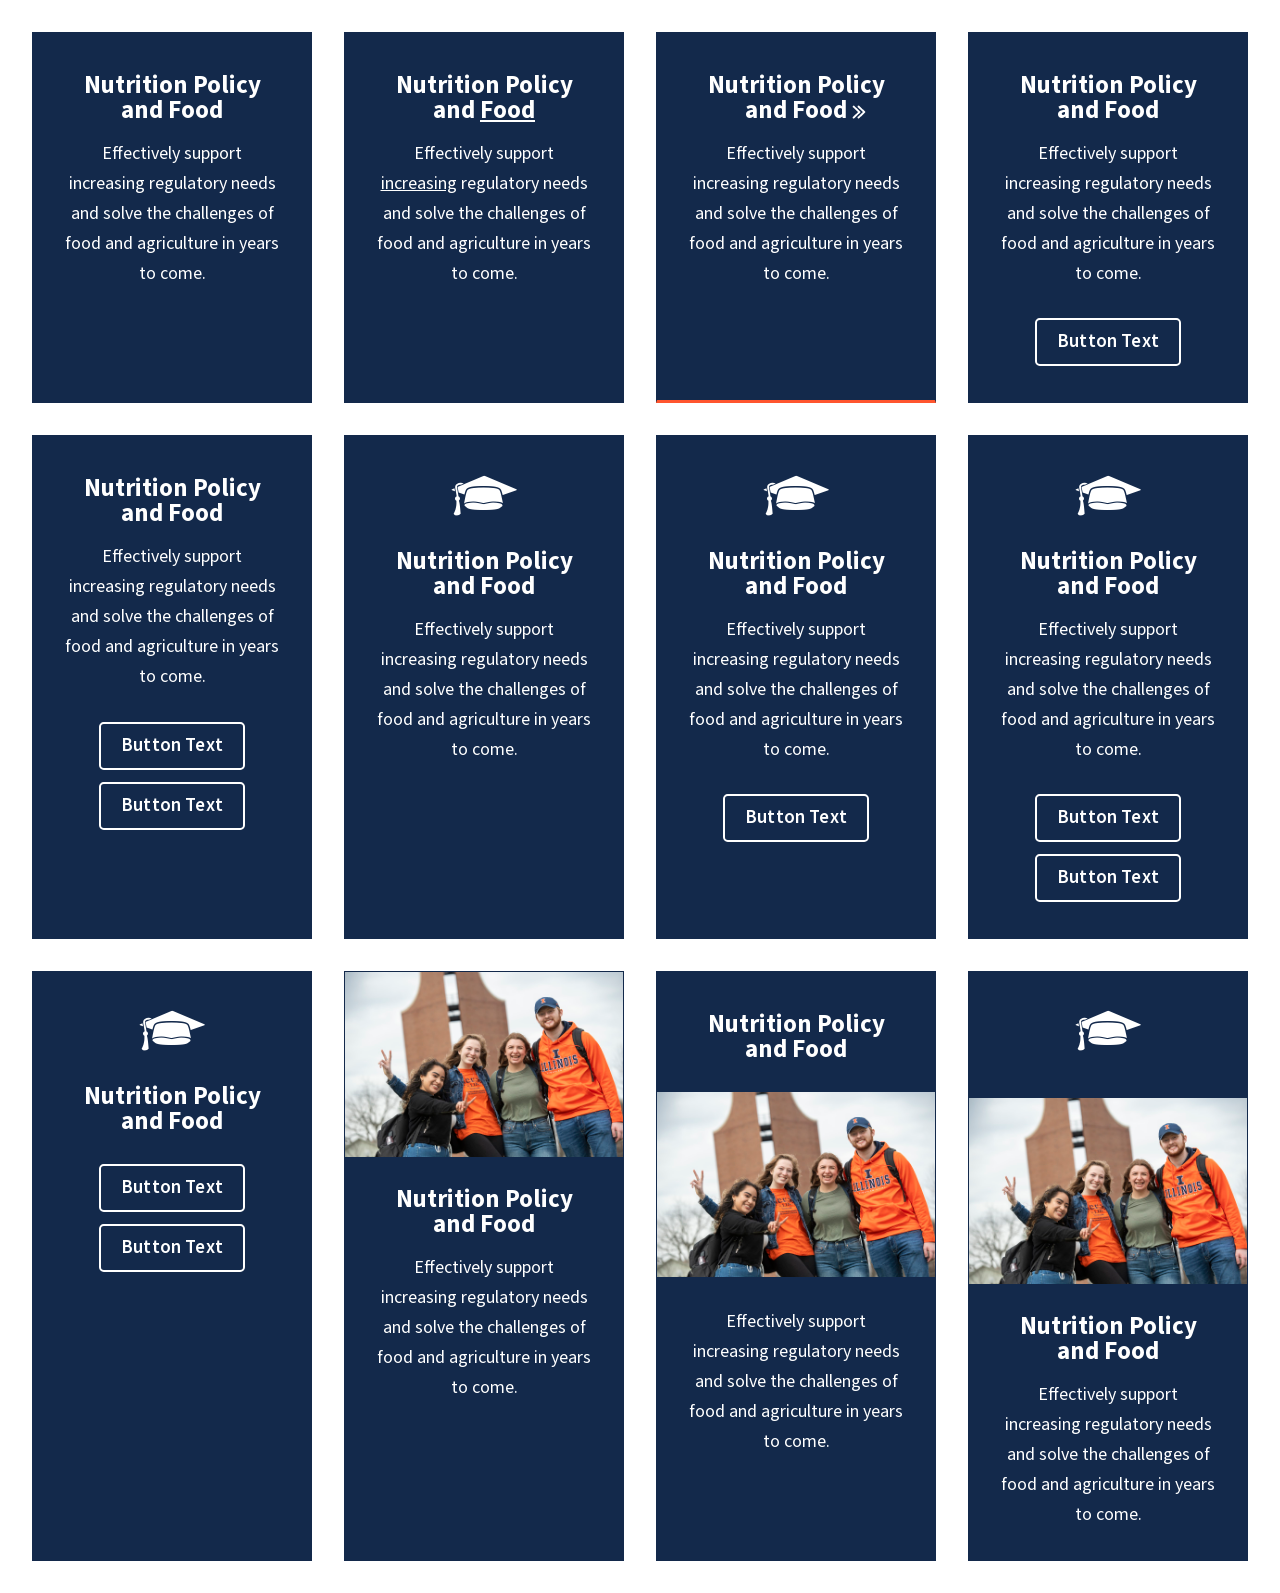 Nutrition Policy
and Food
Effectively support
increasing regulatory needs
and solve the challenges of
food and agriculture in years
to come.
Nutrition Policy
and Food
Effectively support
increasing regulatory needs
and solve the challenges of
food and agriculture in years
to come.
Nutrition Policy
and Food »
Effectively support
increasing regulatory needs
and solve the challenges of
food and agriculture in years
to come.
Nutrition Policy
and Food
Effectively support
increasing regulatory needs
and solve the challenges of
food and agriculture in years
to come.
Button Text
Nutrition Policy
and Food
Effectively support
increasing regulatory needs
and solve the challenges of
food and agriculture in years
to come.
Button Text
Button Text
Nutrition Policy
and Food
Effectively support
increasing regulatory needs
and solve the challenges of
food and agriculture in years
to come.
Nutrition Policy
and Food
Effectively support
increasing regulatory needs
and solve the challenges of
food and agriculture in years
to come.
Button Text
Nutrition Policy
and Food
Effectively support
increasing regulatory needs
and solve the challenges of
food and agriculture in years
to come.
Button Text
Button Text
Nutrition Policy
and Food
Button Text
Button Text
I
ILLINOIS
Nutrition Policy
and Food
Effectively support
increasing regulatory needs
and solve the challenges of
food and agriculture in years
to come.
Nutrition Policy
and Food
I
ILLINOIS
Effectively support
increasing regulatory needs
and solve the challenges of
food and agriculture in years
to come.
I
ILLINOIS
Nutrition Policy
and Food
Effectively support
increasing regulatory needs
and solve the challenges of
food and agriculture in years
to come.